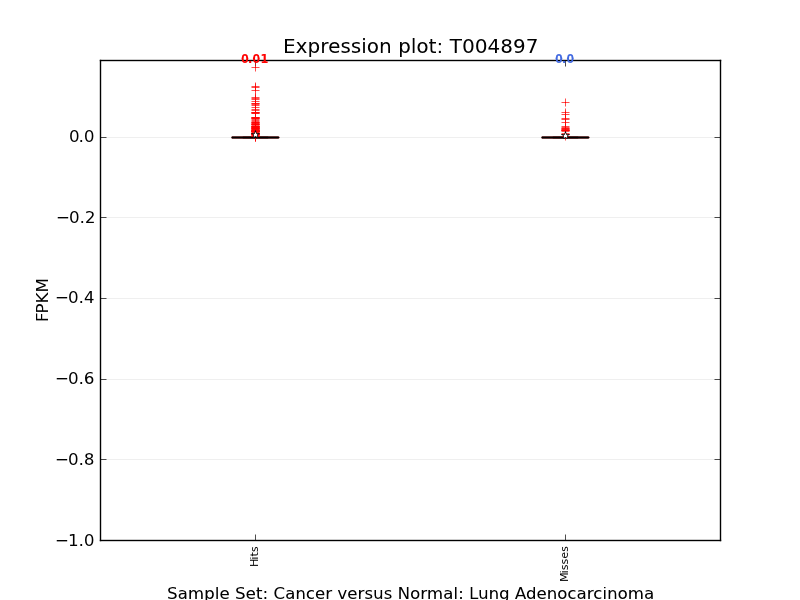 Expression plot: T004897
0.01
0.0
0.0
−0.2
−0.4
−0.6
−0.8
−1.0
FPKM
Hits
Misses
Sample Set: Cancer versus Normal: Lung Adenocarcinoma